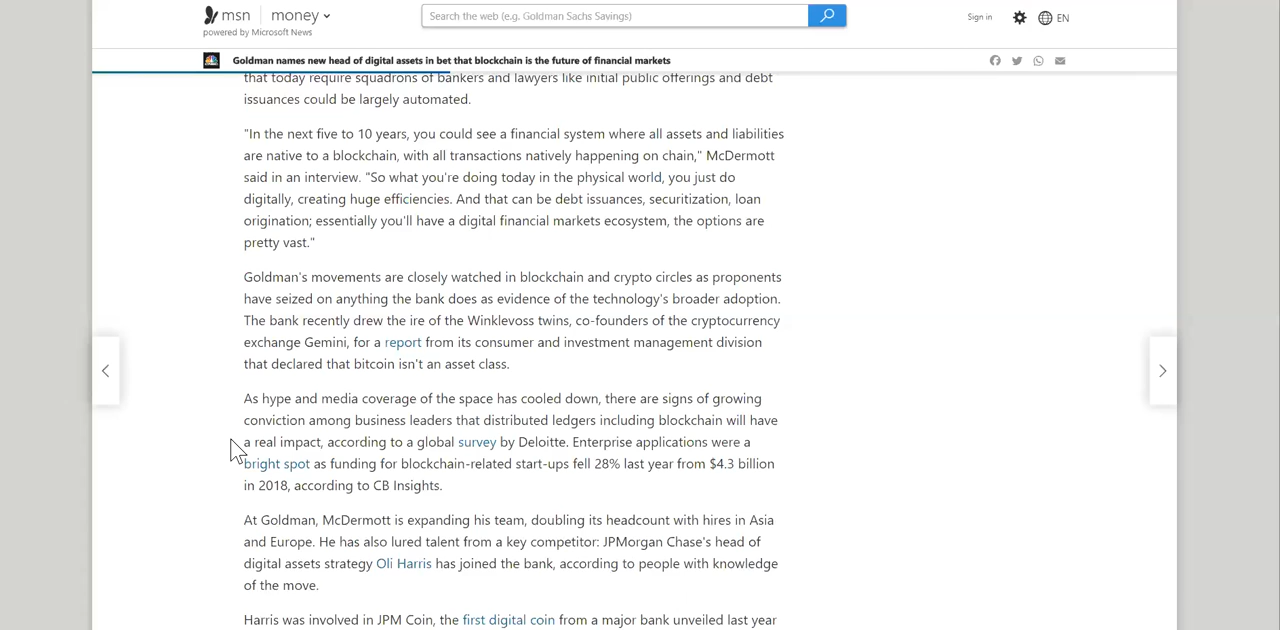 msn money
powered by Microsoft News
Search the web (e.g. Goldman Sachs Savings)
Sign in
EN
Goldman names new head of digital assets in bet that blockchain is the future of financial markets
that today require squadrons of bankers and lawyers like initial public offerings and debt
issuances could be largely automated.
"In the next five to 10 years, you could see a financial system where all assets and liabilities
are native to a blockchain, with all transactions natively happening on chain," McDermott
said in an interview. "So what you're doing today in the physical world, you just do
digitally, creating huge efficiencies. And that can be debt issuances, securitization, loan
origination; essentially you'll have a digital financial markets ecosystem, the options are
pretty vast."
Goldman's movements are closely watched in blockchain and crypto circles as proponents
have seized on anything the bank does as evidence of the technology's broader adoption.
The bank recently drew the ire of the Winklevoss twins, co-founders of the cryptocurrency
exchange Gemini, for a report from its consumer and investment management division
that declared that bitcoin isn't an asset class.
As hype and media coverage of the space has cooled down, there are signs of growing
conviction among business leaders that distributed ledgers including blockchain will have
a real impact, according to a global survey by Deloitte. Enterprise applications were a
bright spot as funding for blockchain-related start-ups fell 28% last year from $4.3 billion
in 2018, according to CB Insights.
At Goldman, McDermott is expanding his team, doubling its headcount with hires in Asia
and Europe. He has also lured talent from a key competitor: JPMorgan Chase's head of
digital assets strategy Oli Harris has joined the bank, according to people with knowledge
of the move.
Harris was involved in JPM Coin, the first digital coin from a major bank unveiled last year